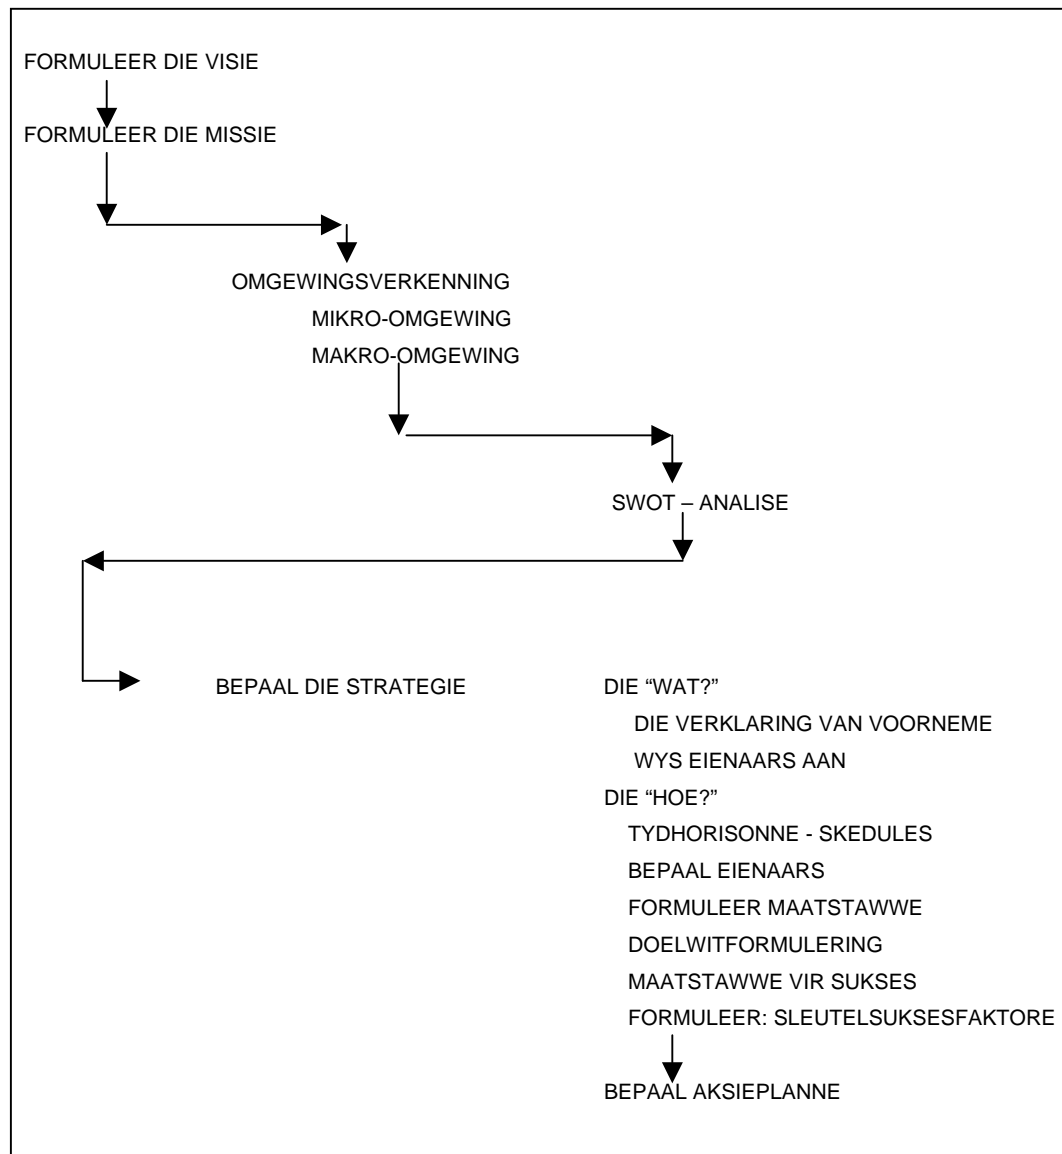 FORMULEER DIE VISIE
FORMULEER DIE MISSIE
OMGEWINGSVERKENNING
MIKRO-OMGEWING
MAKRO-OMGEWING
SWOT – ANALISE
BEPAAL DIE STRATEGIE
DIE “WAT?”
DIE VERKLARING VAN VOORNEME
WYS EIENAARS AAN
DIE “HOE?”
TYDHORISONNE - SKEDULES
BEPAAL EIENAARS
FORMULEER MAATSTAWWE
DOELWITFORMULERING
MAATSTAWWE VIR SUKSES
FORMULEER: SLEUTELSUKSESFAKTORE
BEPAAL AKSIEPLANNE